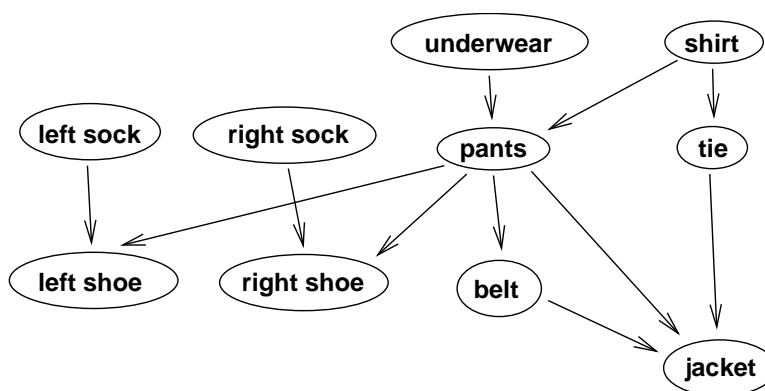 underwear
shirt
left sock
right sock
pants
tie
left shoe
right shoe
belt
jacket